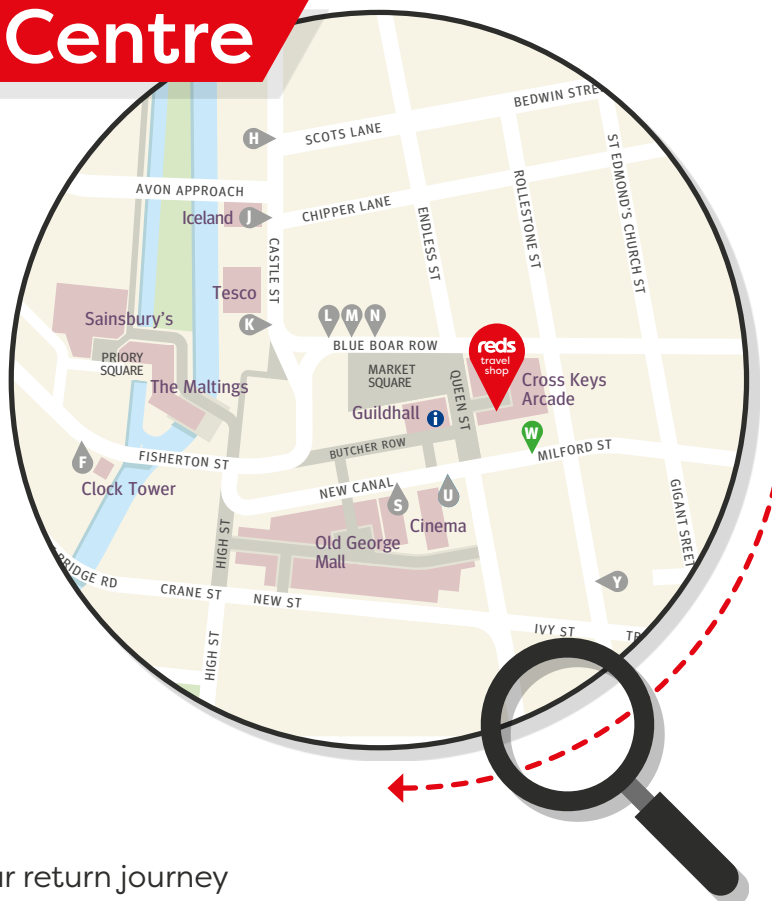 Centre
BEDWIN STRE
H
SCOTS LANE
ST EDMOND'S CHURCH ST
AVON APPROACH
ROLLESTONE ST
Iceland
J
CHIPPER LANE
ENDLESS ST
CASTLE ST
Tesco
Sainsbury's
K
L
M
N
BLUE BOAR ROW
reds
travel
shop
PRIORY
SQUARE
MARKET
SQUARE
QUEEN ST
The Maltings
Cross Keys
Arcade
Guildhall
i
W
F
FISHERTON ST
BUTCHER ROW
MILFORD ST
Clock Tower
NEW CANAL
S
U
GIGANT SREET
Cinema
HIGH ST
Old George
Mall
BRIDGE RD
CRANE ST
NEW ST
Y
IVY ST
TR
HIGH ST
ur return journey